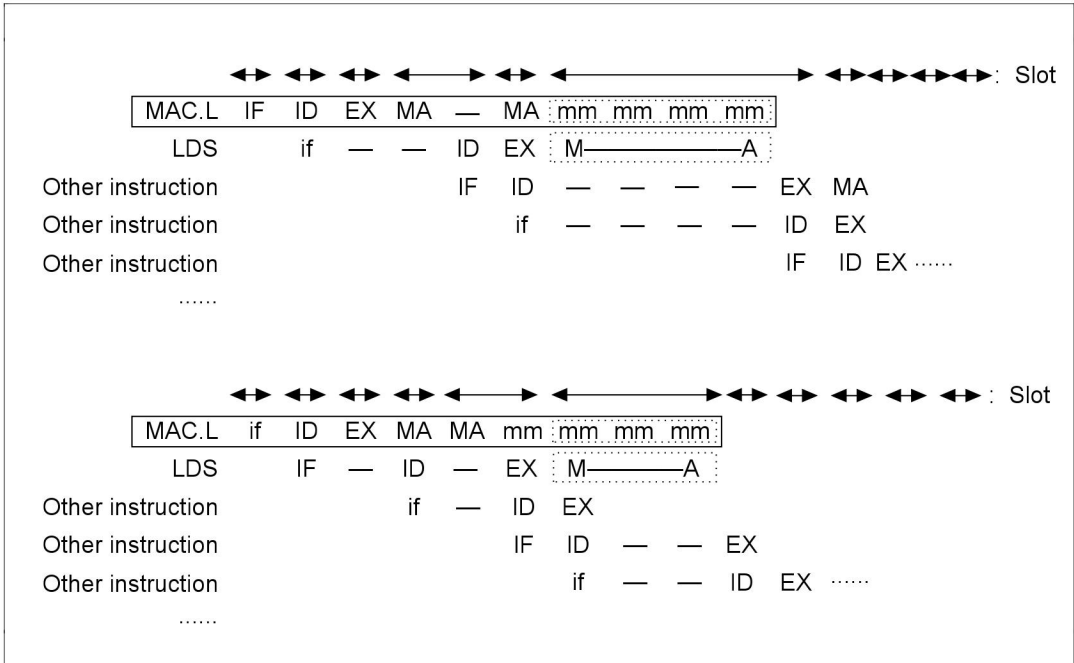 : Slot
MAC.L IF ID EX MA — MA mm mm mm mm
LDS if — — ID EX M———A
Other instruction IF ID — — — — EX MA
Other instruction if — — — — ID EX
Other instruction IF ID EX ······
······
: Slot
MAC.L if ID EX MA MA mm mm mm mm
LDS IF — ID — EX M———A
Other instruction if — ID EX
Other instruction IF ID — — EX
Other instruction if — — ID EX ······
······